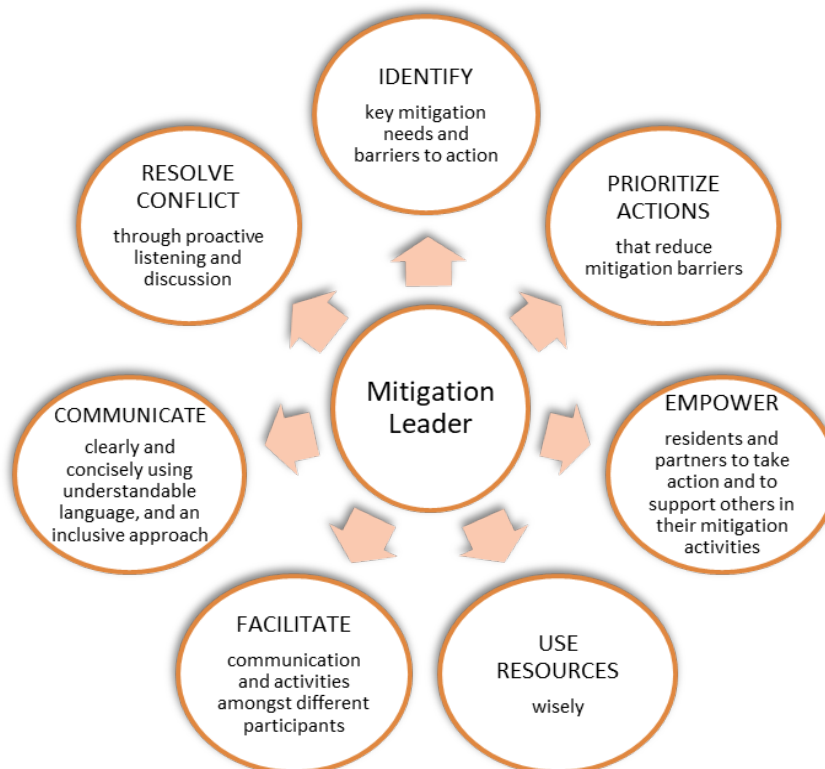 IDENTIFY
key mitigation
needs and
barriers to action
PRIORITIZE
ACTIONS
that reduce
mitigation barriers
EMPOWER
residents and
partners to take
action and to
support others in
their mitigation
activities
USE
RESOURCES
wisely
FACILITATE
communication
and activities
amongst different
participants
COMMUNICATE
clearly and
concisely using
understandable
language, and an
inclusive approach
RESOLVE
CONFLICT
through proactive
listening and
discussion
Mitigation
Leader